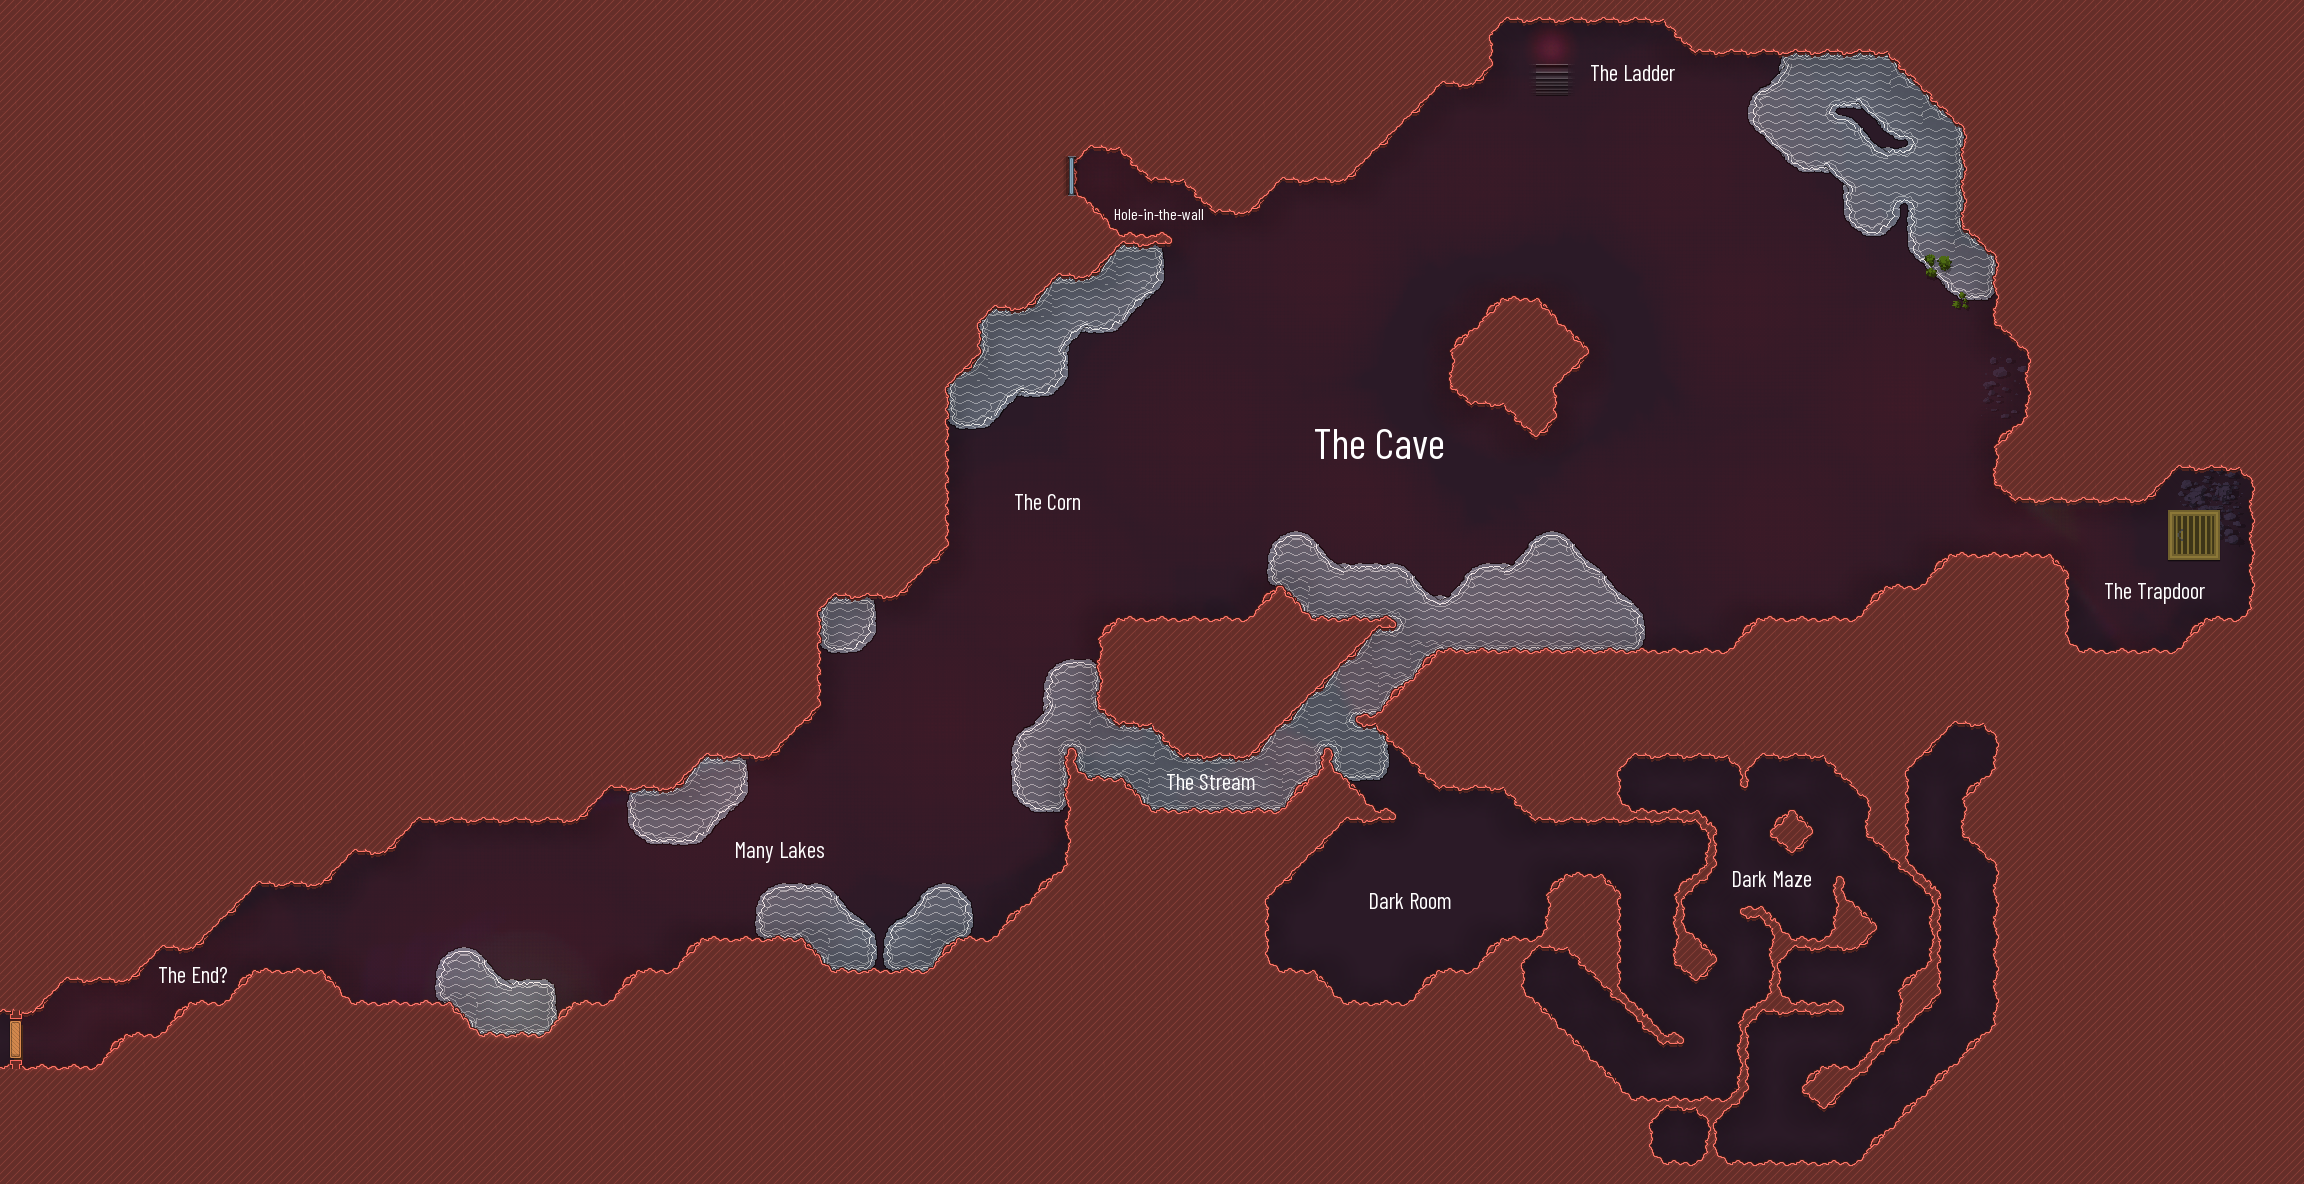 The Ladder
Hole-in-the-wall
The Cave
The Corn
The Trapdoor
The Stream
Many Lakes
Dark Maze
Dark Room
The End?